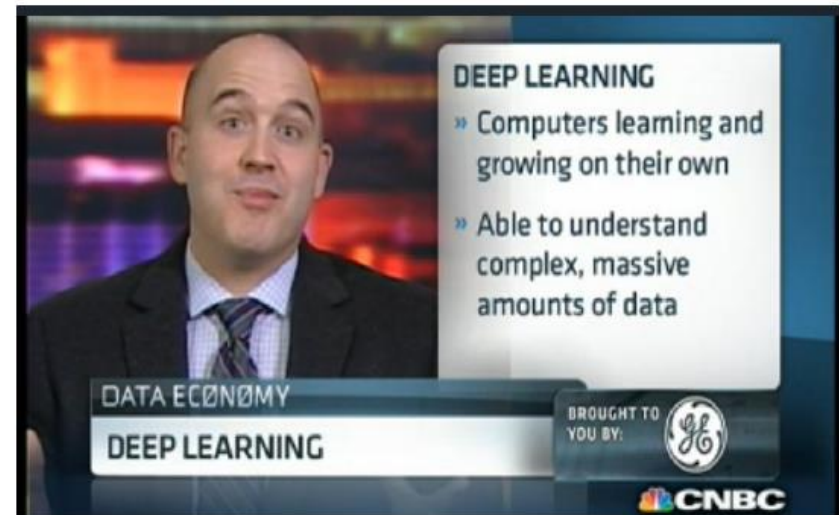 DEEP LEARNING
» Computers learning and
growing on their own
» Able to understand
complex, massive
amounts of data
DATA ECØNØMY
DEEP LEARNING
BROUGHT TO
YOU BY:
GE
CNBC